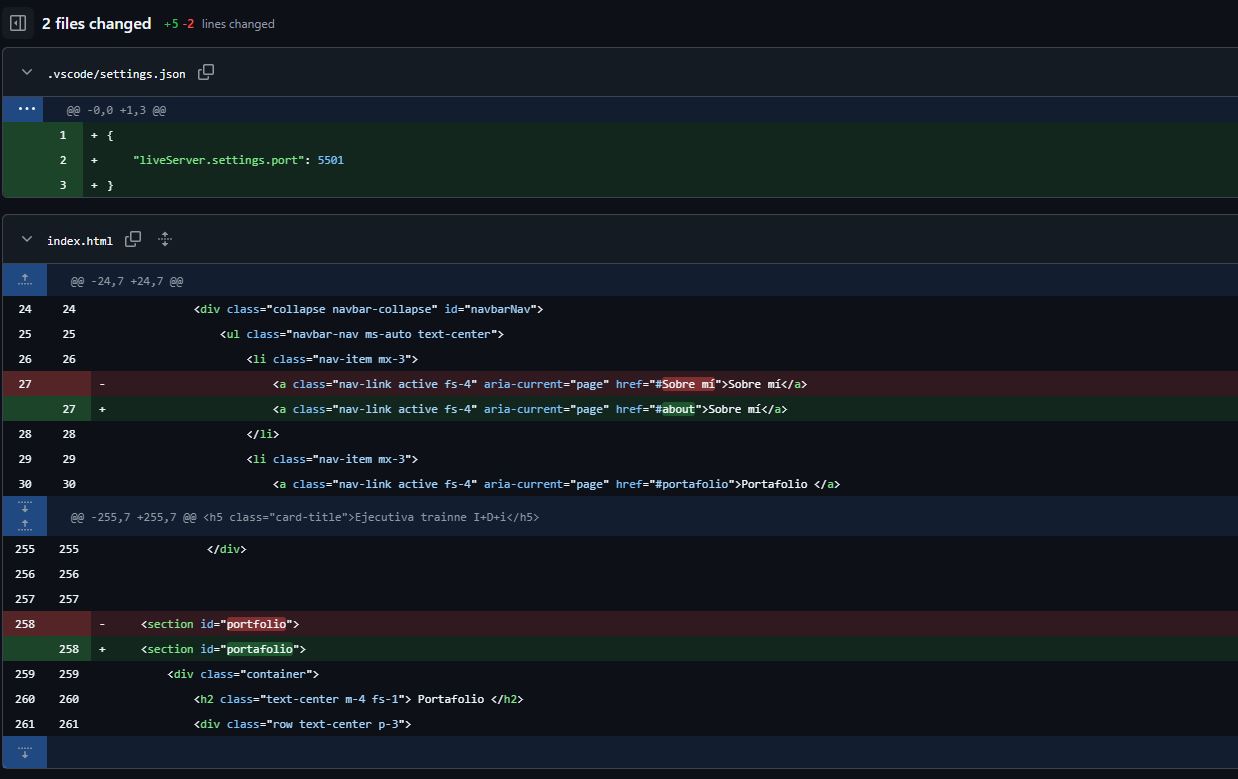 2 files changed +5 -2 lines changed
.vscode/settings.json
@@ -0,0 +1,3 @@
1 + {
2 + "liveServer.settings.port": 5501
3 + }
index.html
@@ -24,7 +24,7 @@
24 24 <div class="collapse navbar-collapse" id="navbarNav">
25 25 <ul class="navbar-nav ms-auto text-center">
26 26 <li class="nav-item mx-3">
27 - <a class="nav-link active fs-4" aria-current="page" href="#Sobre mí">Sobre mí</a>
27 + <a class="nav-link active fs-4" aria-current="page" href="#about">Sobre mí</a>
28 28 </li>
29 29 <li class="nav-item mx-3">
30 30 <a class="nav-link active fs-4" aria-current="page" href="#portafolio">Portafolio </a>
@@ -255,7 +255,7 @@ <h5 class="card-title">Ejecutiva trainne I+D+i</h5>
255 255 </div>
256 256
257 257
258 - <section id="portfolio">
258 + <section id="portafolio">
259 259 <div class="container">
260 260 <h2 class="text-center m-4 fs-1"> Portafolio </h2>
261 261 <div class="row text-center p-3">